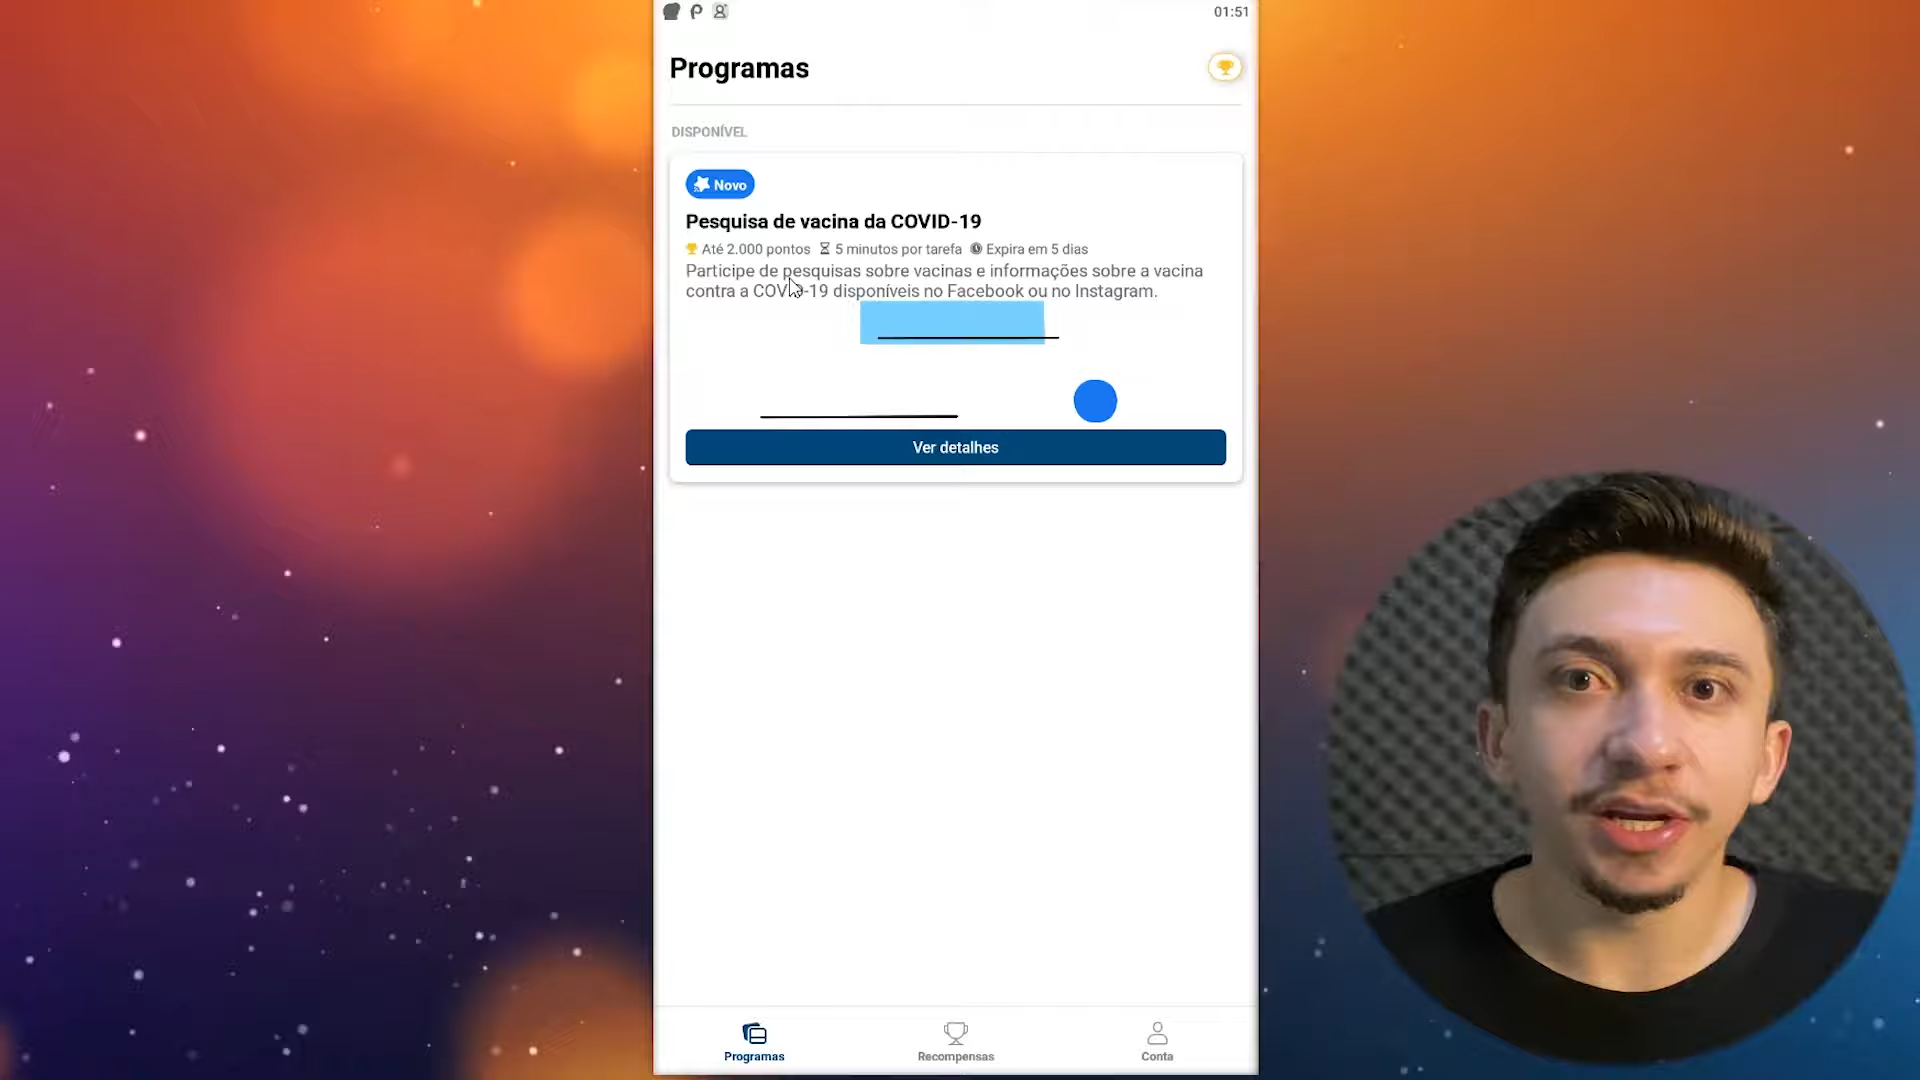 01:51
Programas
DISPONÍVEL
Novo
Pesquisa de vacina da COVID-19
Até 2.000 pontos 5 minutos por tarefa Expira em 5 dias
Participe de pesquisas sobre vacinas e informações sobre a vacina
contra a COVID-19 disponíveis no Facebook ou no Instagram.
Ver detalhes
Programas Recompensas Conta